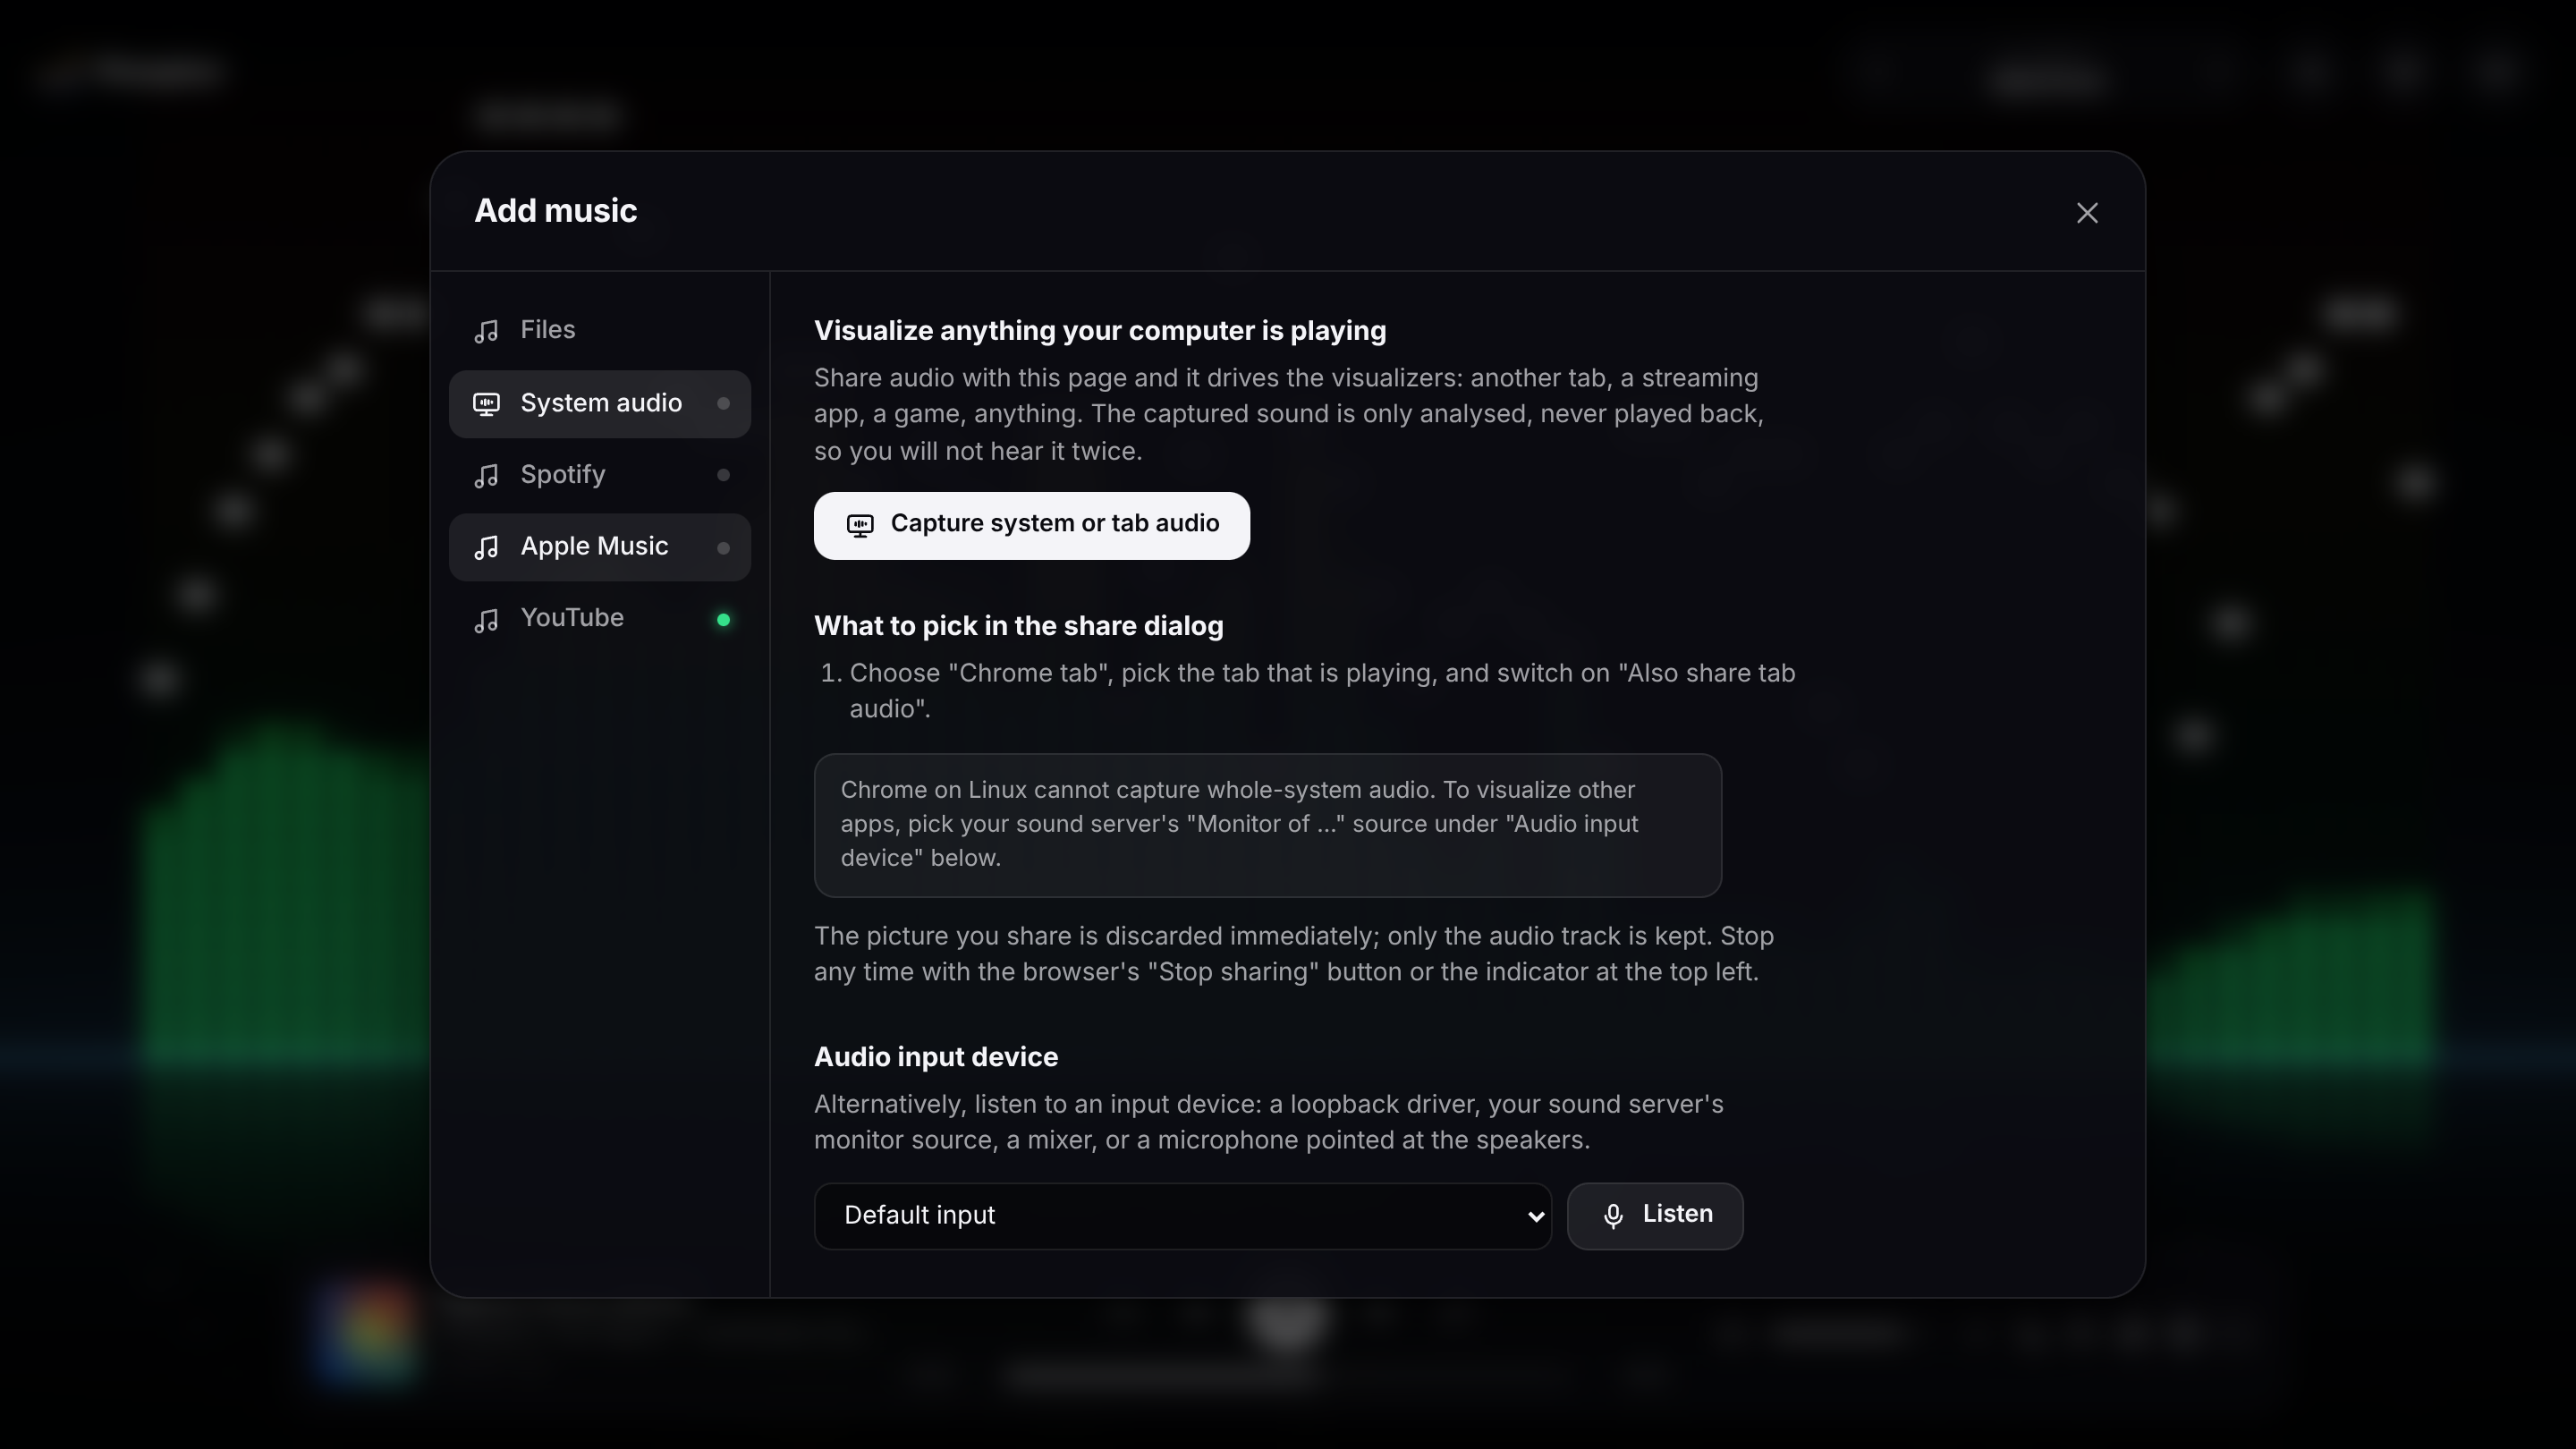 Add music
Files
System audio
Spotify
Apple Music
YouTube
Visualize anything your computer is playing
Share audio with this page and it drives the visualizers: another tab, a streaming
app, a game, anything. The captured sound is only analysed, never played back,
so you will not hear it twice.
Capture system or tab audio
What to pick in the share dialog
1. Choose "Chrome tab", pick the tab that is playing, and switch on "Also share tab
audio".
Chrome on Linux cannot capture whole-system audio. To visualize other
apps, pick your sound server's "Monitor of ..." source under "Audio input
device" below.
The picture you share is discarded immediately; only the audio track is kept. Stop
any time with the browser's "Stop sharing" button or the indicator at the top left.
Audio input device
Alternatively, listen to an input device: a loopback driver, your sound server's
monitor source, a mixer, or a microphone pointed at the speakers.
Default input
Listen